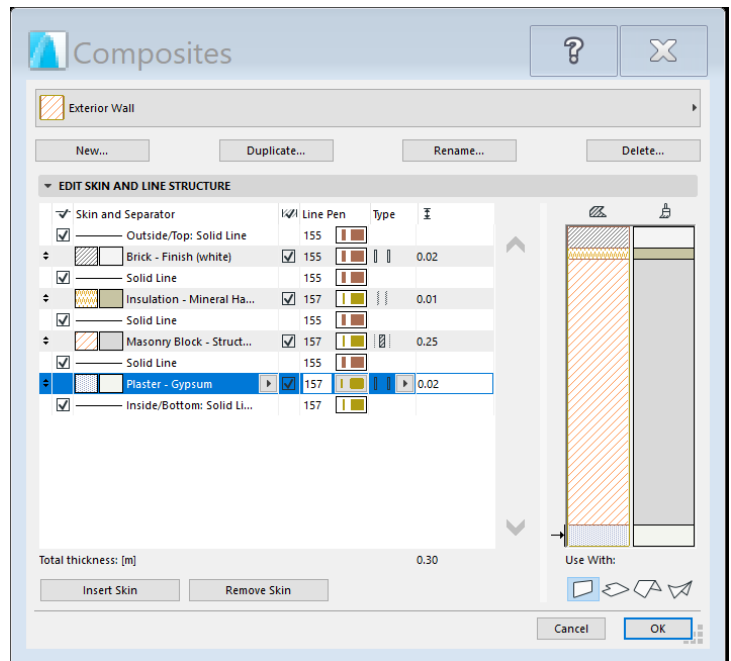 Composites
Exterior Wall
New... Duplicate... Rename... Delete...
EDIT SKIN AND LINE STRUCTURE
Skin and Separator Line Pen Type
Outside/Top: Solid Line 155
Brick - Finish (white) 155 0.02
Solid Line 155
Insulation - Mineral Ha... 157 0.01
Solid Line 155
Masonry Block - Struct... 157 0.25
Solid Line 155
Plaster - Gypsum 157 0.02
Inside/Bottom: Solid Li... 157
Total thickness: [m] 0.30 Use With:
Insert Skin Remove Skin
Cancel OK